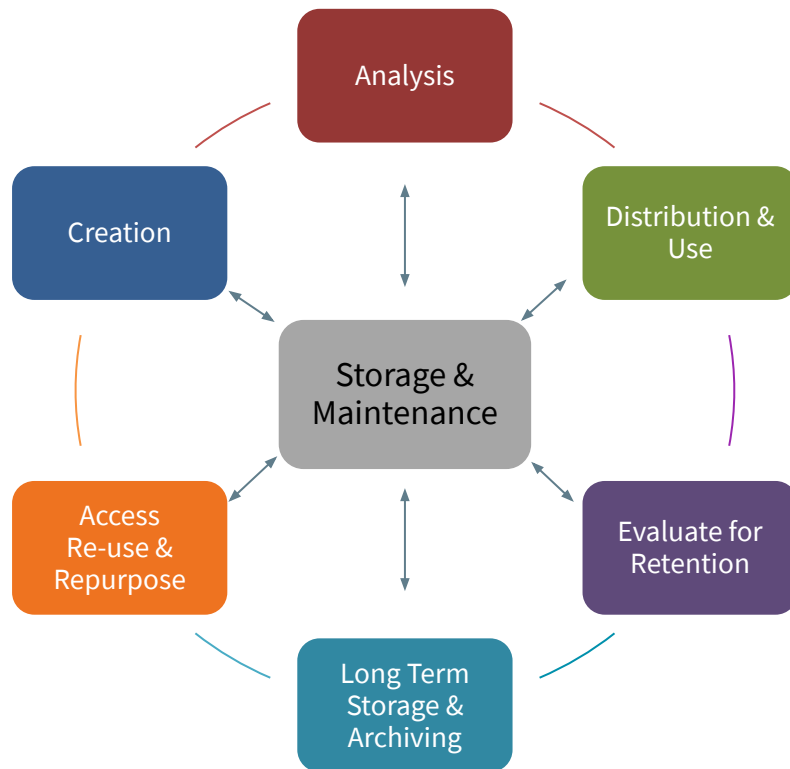 Analysis
Creation
Distribution &
Use
Storage &
Maintenance
Access
Re-use &
Repurpose
Evaluate for
Retention
Long Term
Storage &
Archiving